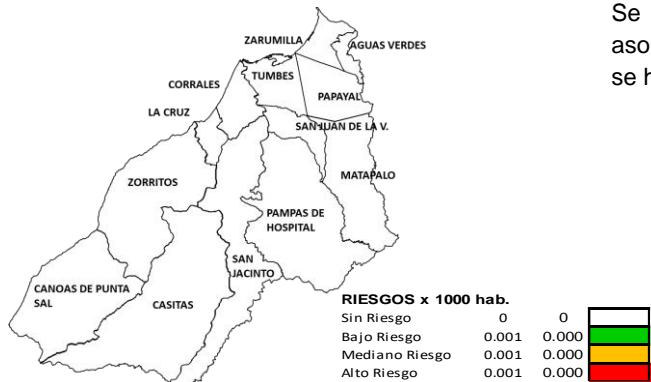 Se
aso
se h
ZARUMILLA
AGUAS VERDES
TUMBES
CORRALES
PAPAYAL
LA CRUZ
SAN JUAN DE LA V.
MATAPALO
ZORRITOS
PAMPAS DE
HOSPITAL
SAN
JACINTO
CANOAS DE PUNTA
SAL
CASITAS
RIESGOS x 1000 hab.
Sin Riesgo 0 0
Bajo Riesgo 0.001 0.000
Mediano Riesgo 0.001 0.000
Alto Riesgo 0.001 0.000